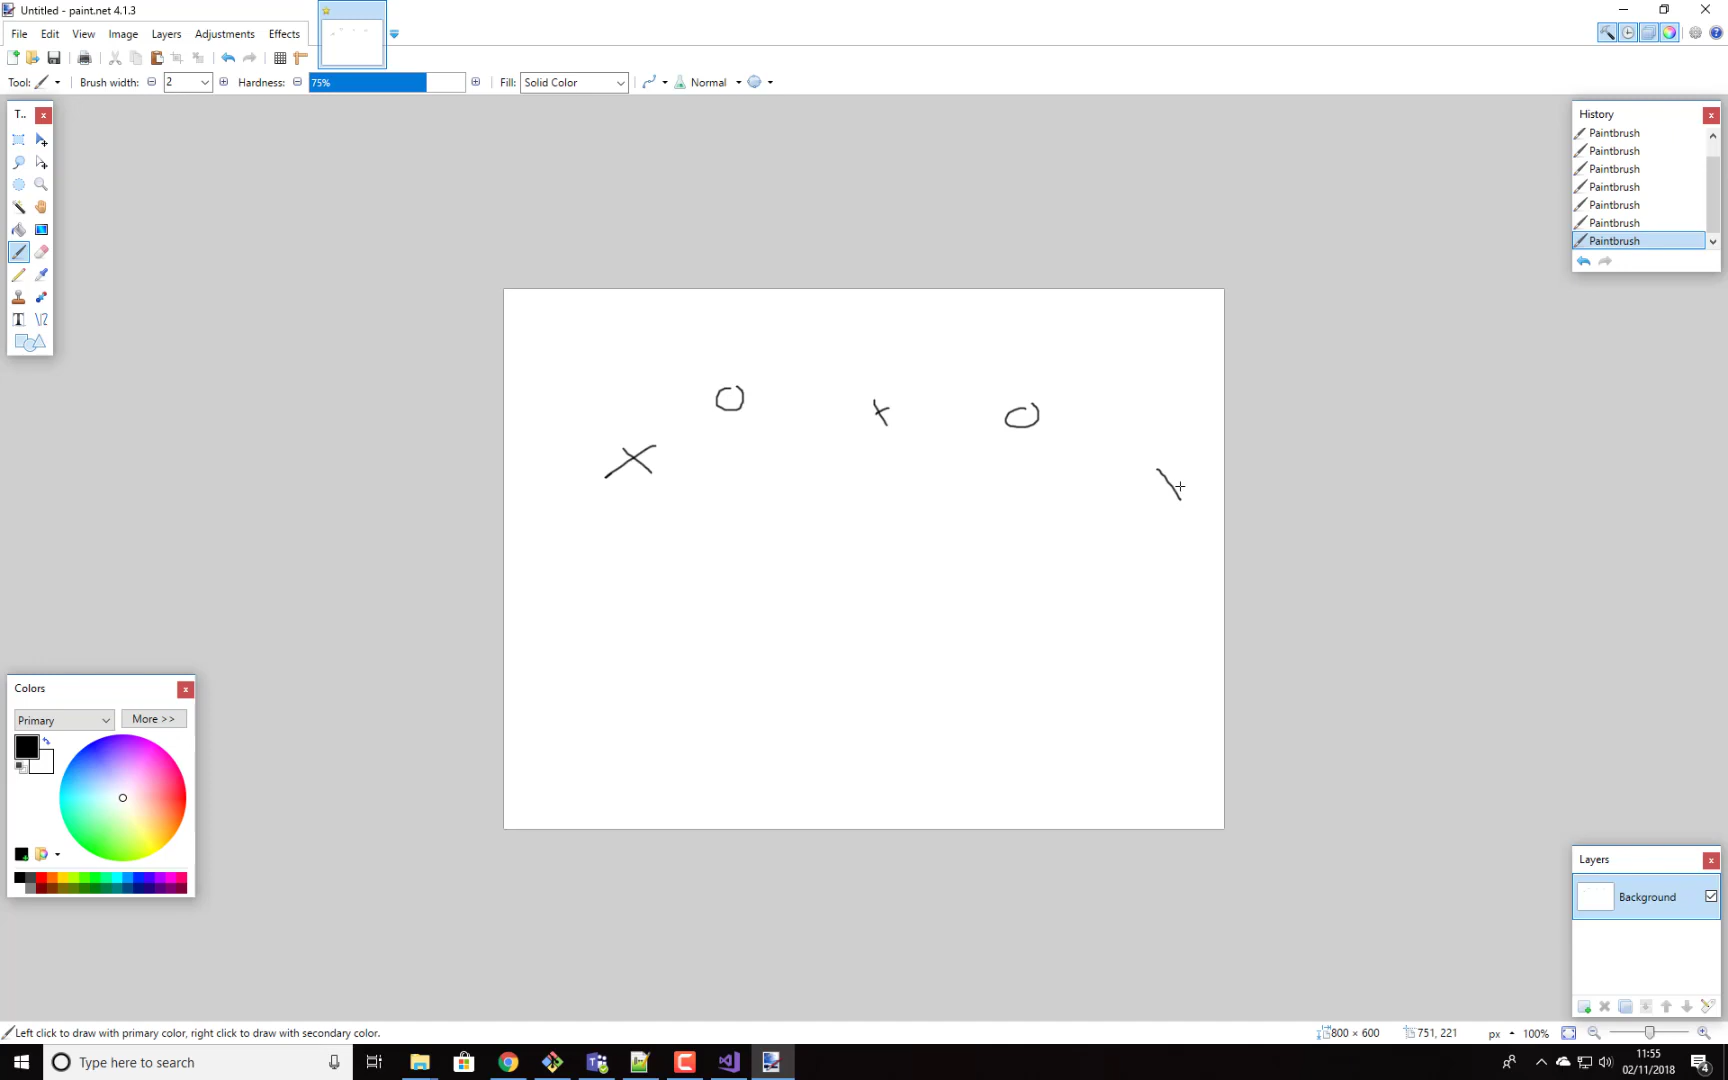 Untitled - paint.net 4.1.3
File Edit View Image Layers Adjustments Effects
Tool: Brush width: 2 Hardness: 75% Fill: Solid Color Normal
T..
History
Paintbrush
Paintbrush
Paintbrush
Paintbrush
Paintbrush
Paintbrush
Paintbrush
O
x
O
X
Colors
Primary
More >>
Layers
Background
Left click to draw with primary color, right click to draw with secondary color.
800 × 600
751, 221
px
100%
Type here to search
11:55
02/11/2018
4